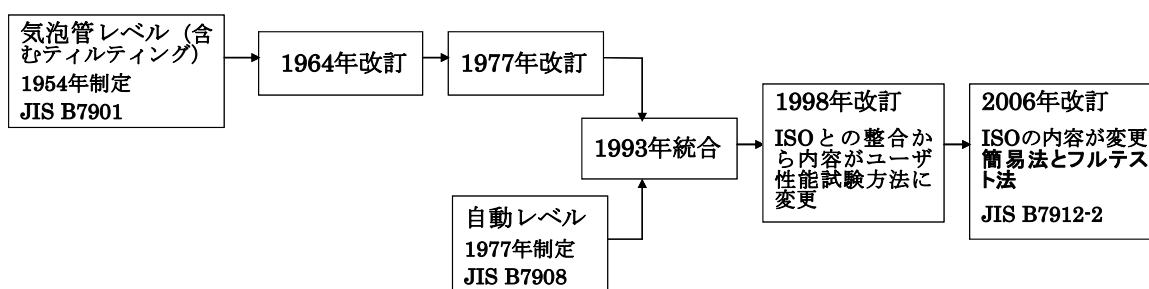 気泡管レベル（含
むティルティング）
1954年制定
JIS B7901
1964年改訂
1977年改訂
1993年統合
自動レベル
1977年制定
JIS B7908
1998年改訂
ISOとの整合か
ら内容がユーザ
性能試験方法に
変更
2006年改訂
ISOの内容が変更
簡易法とフルテス
ト法
JIS B7912-2